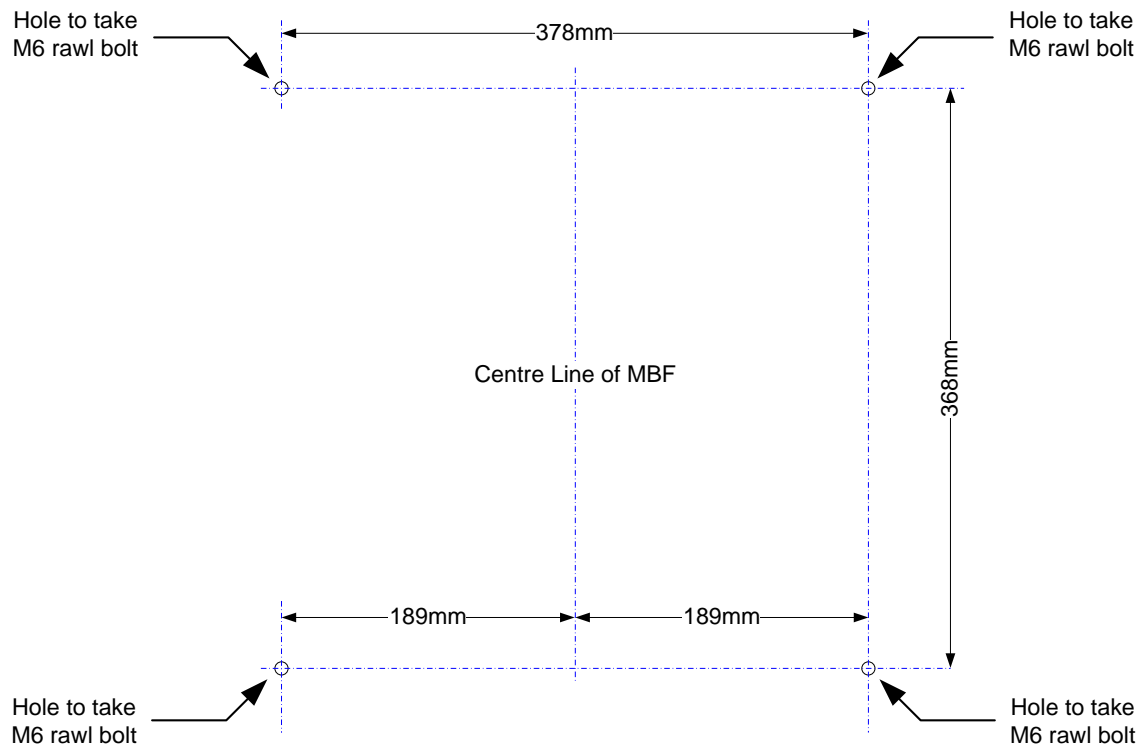 Hole to take
M6 rawl bolt
378mm
Hole to take
M6 rawl bolt
Centre Line of MBF
368mm
189mm
189mm
Hole to take
M6 rawl bolt
Hole to take
M6 rawl bolt